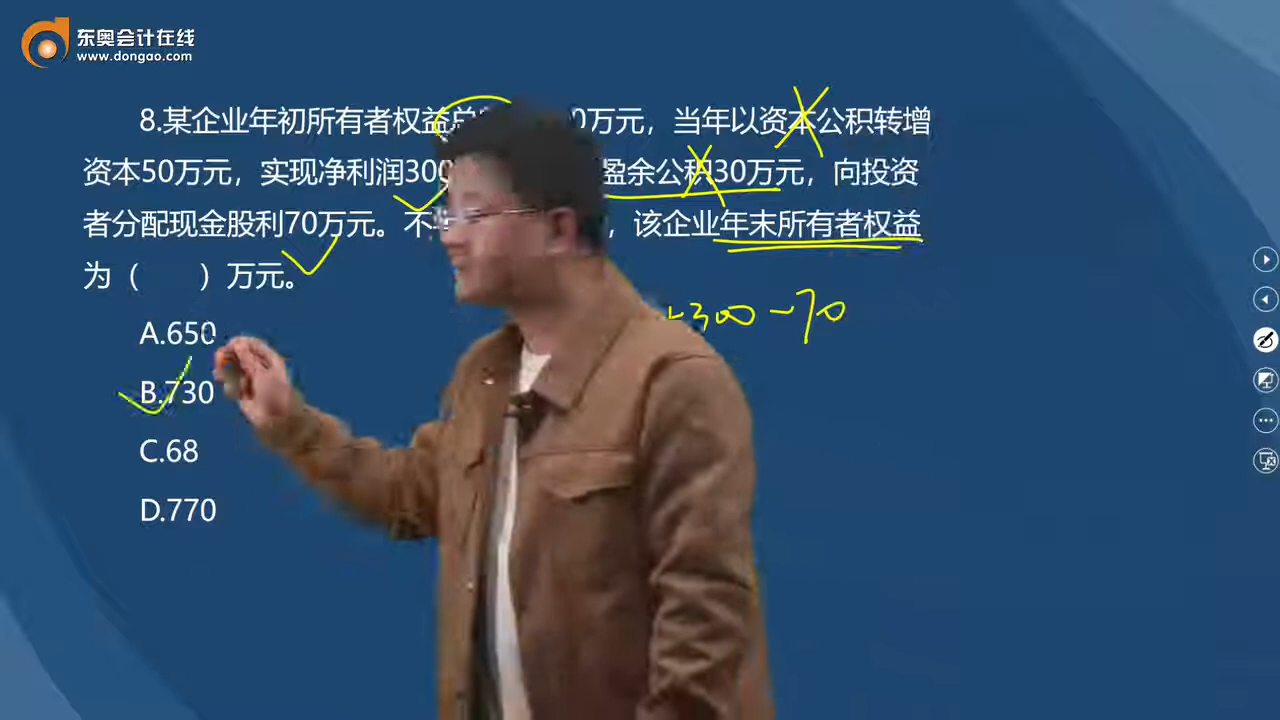 东奥会计在线
www.dongao.com
8.某企业年初所有者权益总 0万元，当年以资本公积转增
资本50万元，实现净利润300 盈余公积30万元，向投资
者分配现金股利70万元。不 ，该企业年末所有者权益
为（ ）万元。
+300-70
A.650
B.730
C.68
D.770